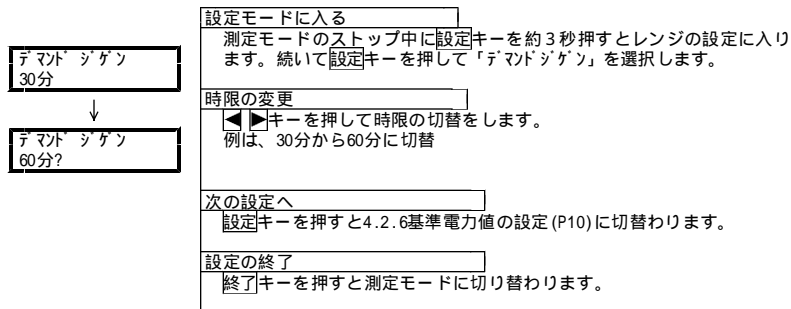 ﾃﾞﾏﾝﾄﾞ ｼﾞｹﾞﾝ
30分
↓
ﾃﾞﾏﾝﾄﾞ ｼﾞｹﾞﾝ
60分?
設定モードに入る
測定モードのストップ中に設定キーを約３秒押すとレンジの設定に入り
ます。続いて設定キーを押して「ﾃﾞﾏﾝﾄﾞｼﾞｹﾞﾝ」を選択します。
時限の変更
◀ ▶キーを押して時限の切替をします。
例は、30分から60分に切替
次の設定へ
設定キーを押すと4.2.6基準電力値の設定(P10)に切替わります。
設定の終了
終了キーを押すと測定モードに切り替わります。